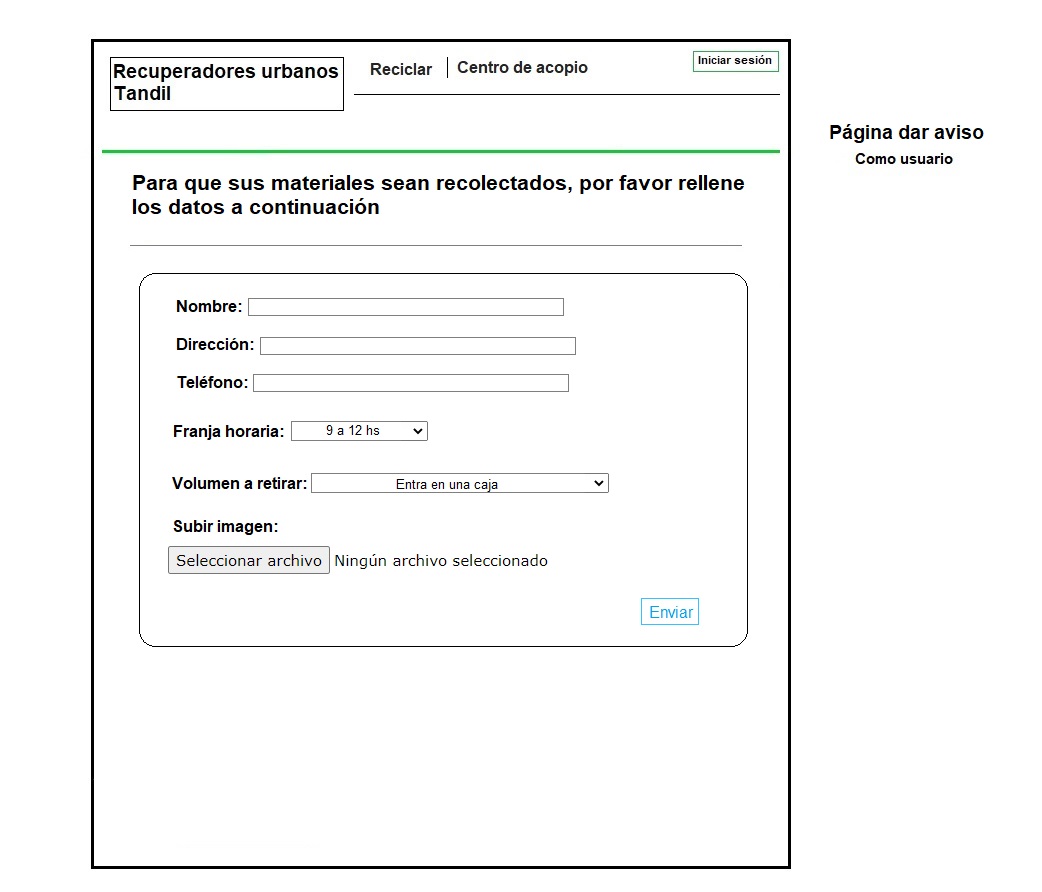 Recuperadores urbanos
Tandil
Reciclar
Centro de acopio
Iniciar sesión
Página dar aviso
Como usuario
Para que sus materiales sean recolectados, por favor rellene
los datos a continuación
Nombre:
Dirección:
Teléfono:
Franja horaria: 9 a 12 hs
Volumen a retirar: Entra en una caja
Subir imagen:
Seleccionar archivo Ningún archivo seleccionado
Enviar